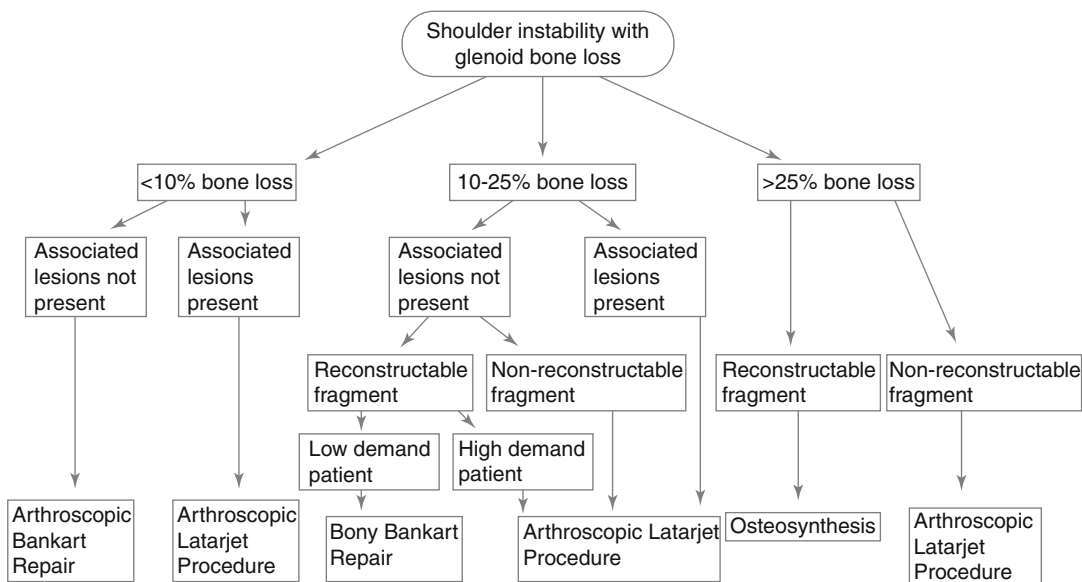 Shoulder instability with
glenoid bone loss
<10% bone loss
10-25% bone loss
>25% bone loss
Associated
lesions not
present
Associated
lesions
present
Associated
lesions not
present
Associated
lesions
present
Reconstructable
fragment
Non-reconstructable
fragment
Reconstructable
fragment
Non-reconstructable
fragment
Low demand
patient
High demand
patient
Arthroscopic
Bankart
Repair
Arthroscopic
Latarjet
Procedure
Bony Bankart
Repair
Arthroscopic Latarjet
Procedure
Osteosynthesis
Arthroscopic
Latarjet
Procedure